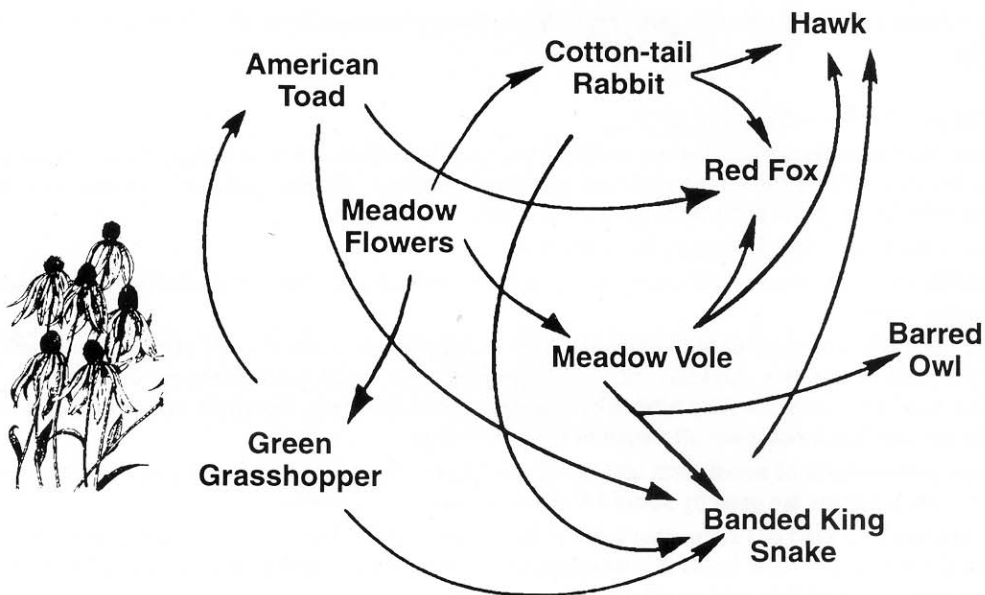 Hawk
Cotton-tail
Rabbit
American
Toad
Red Fox
Meadow
Flowers
Meadow Vole
Barred
Owl
Green
Grasshopper
Banded King
Snake